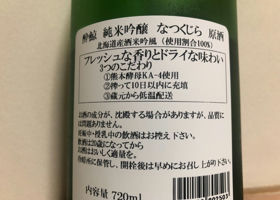 酔鯨 純米吟醸 なつくじら 原酒
北海道産酒米吟風(使用割合100%)
フレッシュな香りとドライな味わい
3つのこだわり
①熊本酵母KA-4使用
②搾って10日以内に充填
③蔵元から低温配送
お酒の成分が、沈殿する場合がありますが、品質には
問題ありません。
妊娠中・授乳中の飲酒はお控え下さい。
飲酒は20歳になってから
お酒はおいしく適量を。
冷暗所に保管し、開栓後は早めにお召し上がり下さい。
内容量 720ml